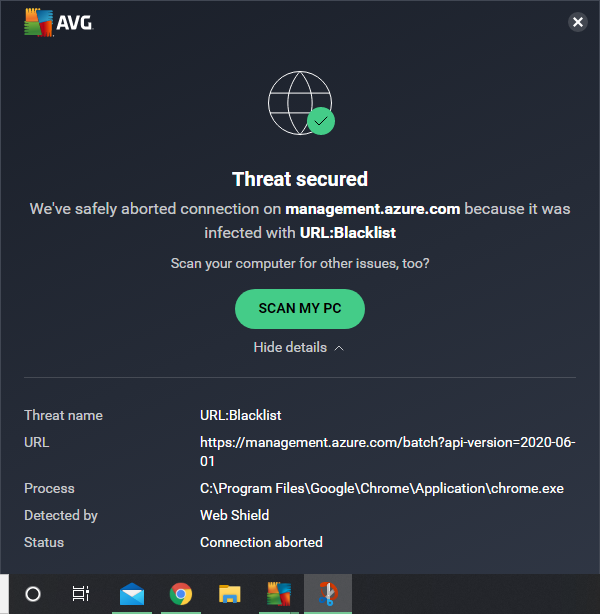 AVG
Threat secured
We've safely aborted connection on management.azure.com because it was
infected with URL:Blacklist
Scan your computer for other issues, too?
SCAN MY PC
Hide details
Threat name URL:Blacklist
URL https://management.azure.com/batch?api-version=2020-06-
01
Process C:\Program Files\Google\Chrome\Application\chrome.exe
Detected by Web Shield
Status Connection aborted